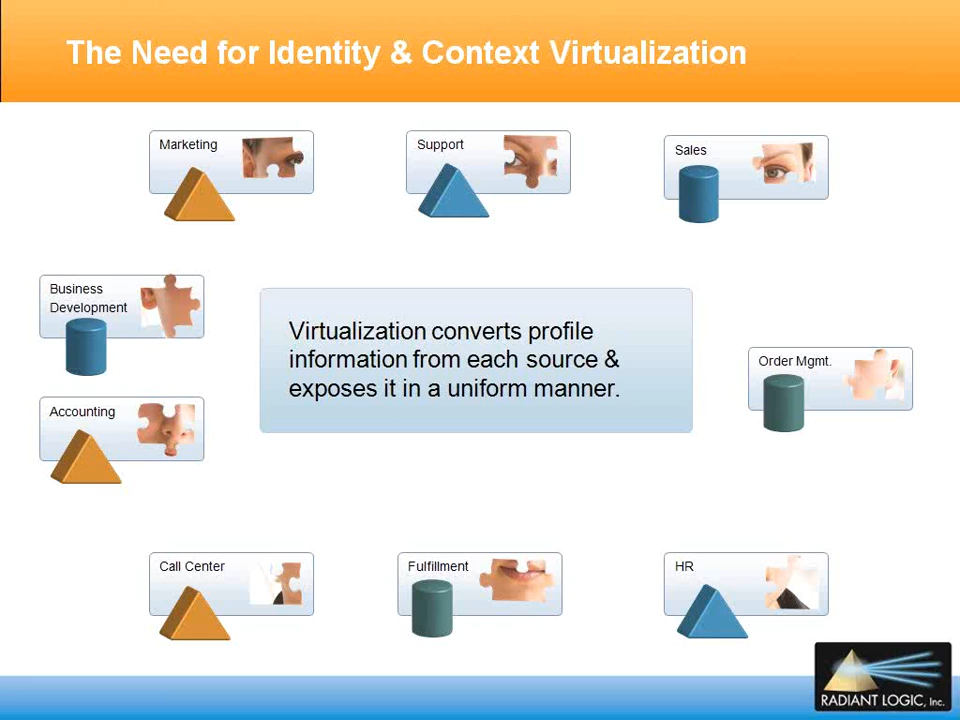 The Need for Identity & Context Virtualization
Marketing
Support
Sales
Business
Development
Virtualization converts profile
information from each source &
exposes it in a uniform manner.
Order Mgmt.
Accounting
Call Center
Fulfillment
HR
RADIANT LOGIC, Inc.